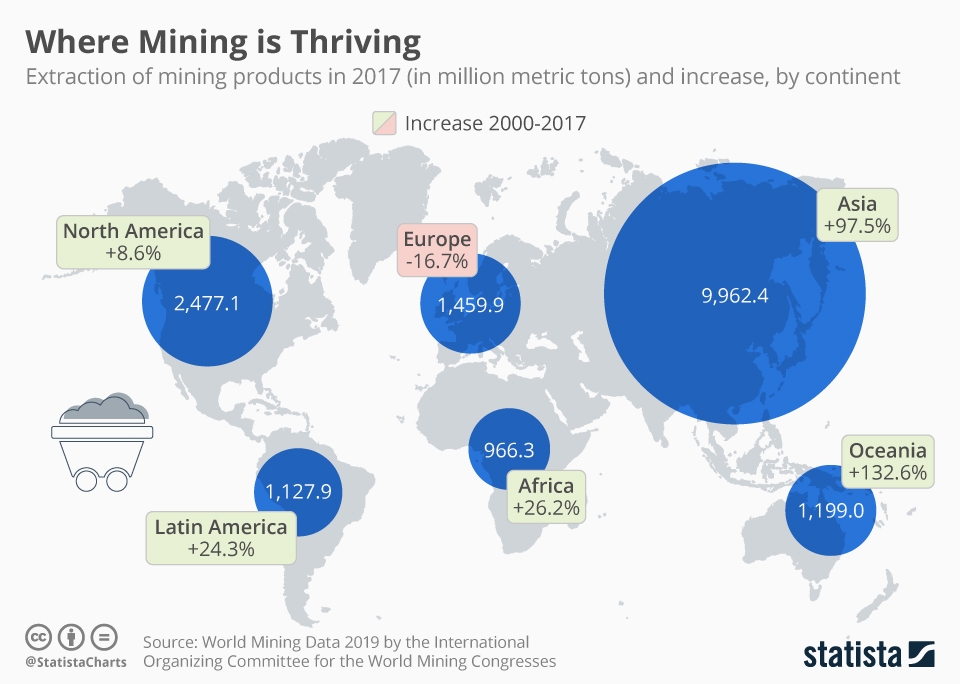 Where Mining is Thriving
Extraction of mining products in 2017 (in million metric tons) and increase, by continent
Increase 2000-2017
North America
+8.6%
2,477.1
Europe
-16.7%
1,459.9
Asia
+97.5%
9,962.4
966.3
Africa
+26.2%
Oceania
+132.6%
1,199.0
1,127.9
Latin America
+24.3%
cc
@StatistaCharts
Source: World Mining Data 2019 by the International
Organizing Committee for the World Mining Congresses
statista